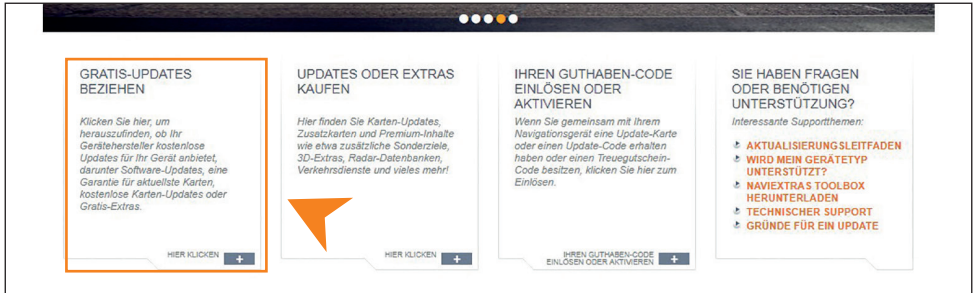 GRATIS-UPDATES
BEZIEHEN
Klicken Sie hier, um
herauszufinden, ob Ihr
Gerätehersteller kostenlose
Updates für Ihr Gerät anbietet,
darunter Software-Updates, eine
Garantie für aktuellste Karten,
kostenlose Karten-Updates oder
Gratis-Extras.
HIER KLICKEN +
UPDATES ODER EXTRAS
KAUFEN
Hier finden Sie Karten-Updates,
Zusatzkarten und Premium-Inhalte
wie etwa zusätzliche Sonderziele,
3D-Extras, Radar-Datenbanken,
Verkehrsdienste und vieles mehr!
HIER KLICKEN +
IHREN GUTHABEN-CODE
EINLÖSEN ODER
AKTIVIEREN
Wenn Sie gemeinsam mit Ihrem
Navigationsgerät eine Update-Karte
oder einen Update-Code erhalten
haben oder einen Treuegutschein-
Code besitzen, klicken Sie hier zum
Einlösen.
IHREN GUTHABEN-CODE
EINLÖSEN ODER AKTIVIEREN +
SIE HABEN FRAGEN
ODER BENÖTIGEN
UNTERSTÜTZUNG?
Interessante Supportthemen:
AKTUALISIERUNGSLEITFADEN
WIRD MEIN GERÄTETYP
UNTERSTÜTZT?
NAVIEXTRAS TOOLBOX
HERUNTERLADEN
TECHNISCHER SUPPORT
GRÜNDE FÜR EIN UPDATE